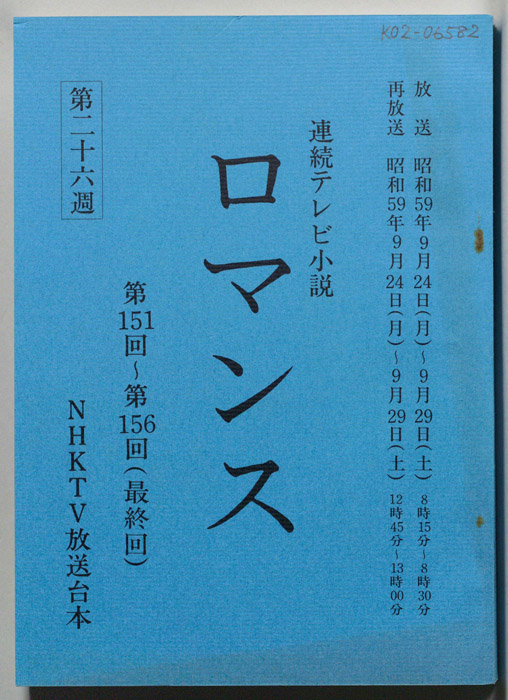 K02-06582
放送 昭和59年9月24日(月)~9月29日(土) 8時15分~8時30分
再放送 昭和59年9月24日(月)~9月29日(土) 12時45分~13時00分
連続テレビ小説
ロマンス
第151回~第156回(最終回)
NHKTV放送台本
第二十六週